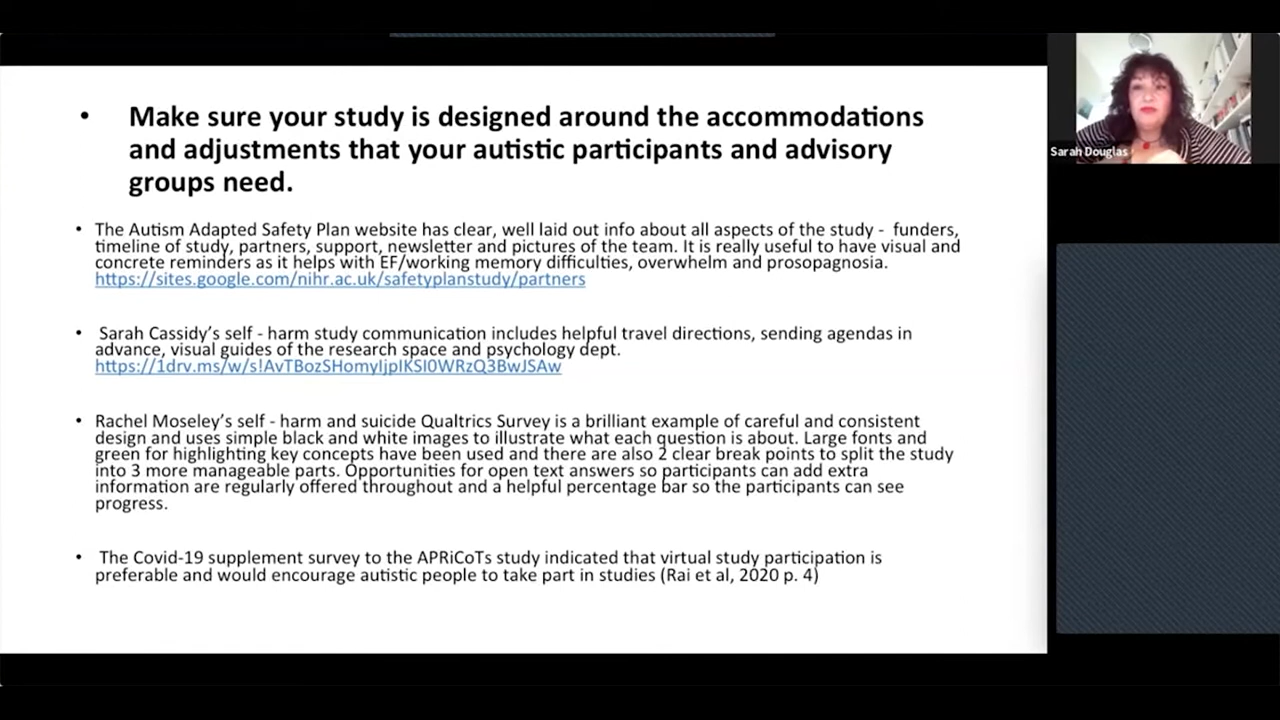 • Make sure your study is designed around the accommodations
and adjustments that your autistic participants and advisory
groups need.
• The Autism Adapted Safety Plan website has clear, well laid out info about all aspects of the study - funders,
timeline of study, partners, support, newsletter and pictures of the team. It is really useful to have visual and
concrete reminders as it helps with EF/working memory difficulties, overwhelm and prosopagnosia.
https://sites.google.com/nihr.ac.uk/safetyplanstudy/partners
• Sarah Cassidy’s self - harm study communication includes helpful travel directions, sending agendas in
advance, visual guides of the research space and psychology dept.
https://1drv.ms/w/s!AvTBozSHomyIjpIKSI0WRzQ3BwJSAw
• Rachel Moseley’s self - harm and suicide Qualtrics Survey is a brilliant example of careful and consistent
design and uses simple black and white images to illustrate what each question is about. Large fonts and
green for highlighting key concepts have been used and there are also 2 clear break points to split the study
into 3 more manageable parts. Opportunities for open text answers so participants can add extra
information are regularly offered throughout and a helpful percentage bar so the participants can see
progress.
• The Covid-19 supplement survey to the APRiCoTs study indicated that virtual study participation is
preferable and would encourage autistic people to take part in studies (Rai et al, 2020 p. 4)
Sarah Douglas